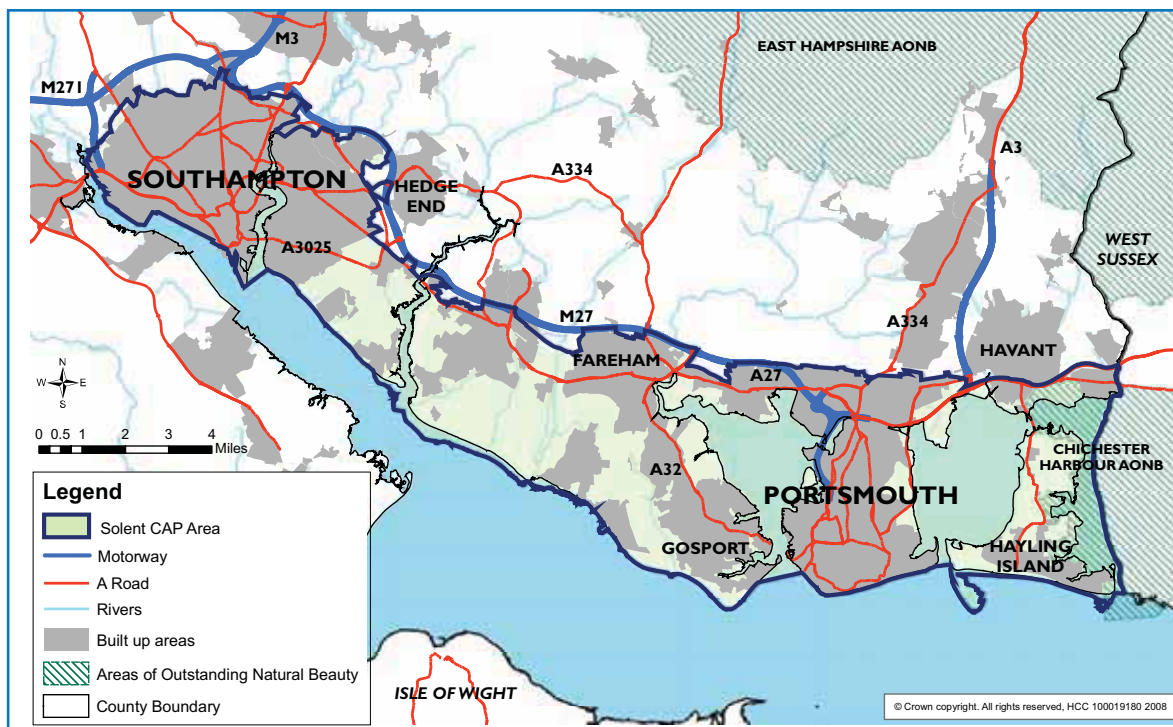 M3
EAST HAMPSHIRE AONB
M271
A3
A334
SOUTHAMPTON
HEDGE
END
WEST
SUSSEX
A3025
M27
A334
FAREHAM
HAVANT
A27
N
W E
S
0 0.5 1 2 3 4
Miles
CHICHESTER
HARBOUR AONB
A32
PORTSMOUTH
GOSPORT
HAYLING
ISLAND
Legend
Solent CAP Area
Motorway
A Road
Rivers
Built up areas
Areas of Outstanding Natural Beauty
County Boundary
ISLE OF WIGHT
© Crown copyright. All rights reserved, HCC 100019180 2008